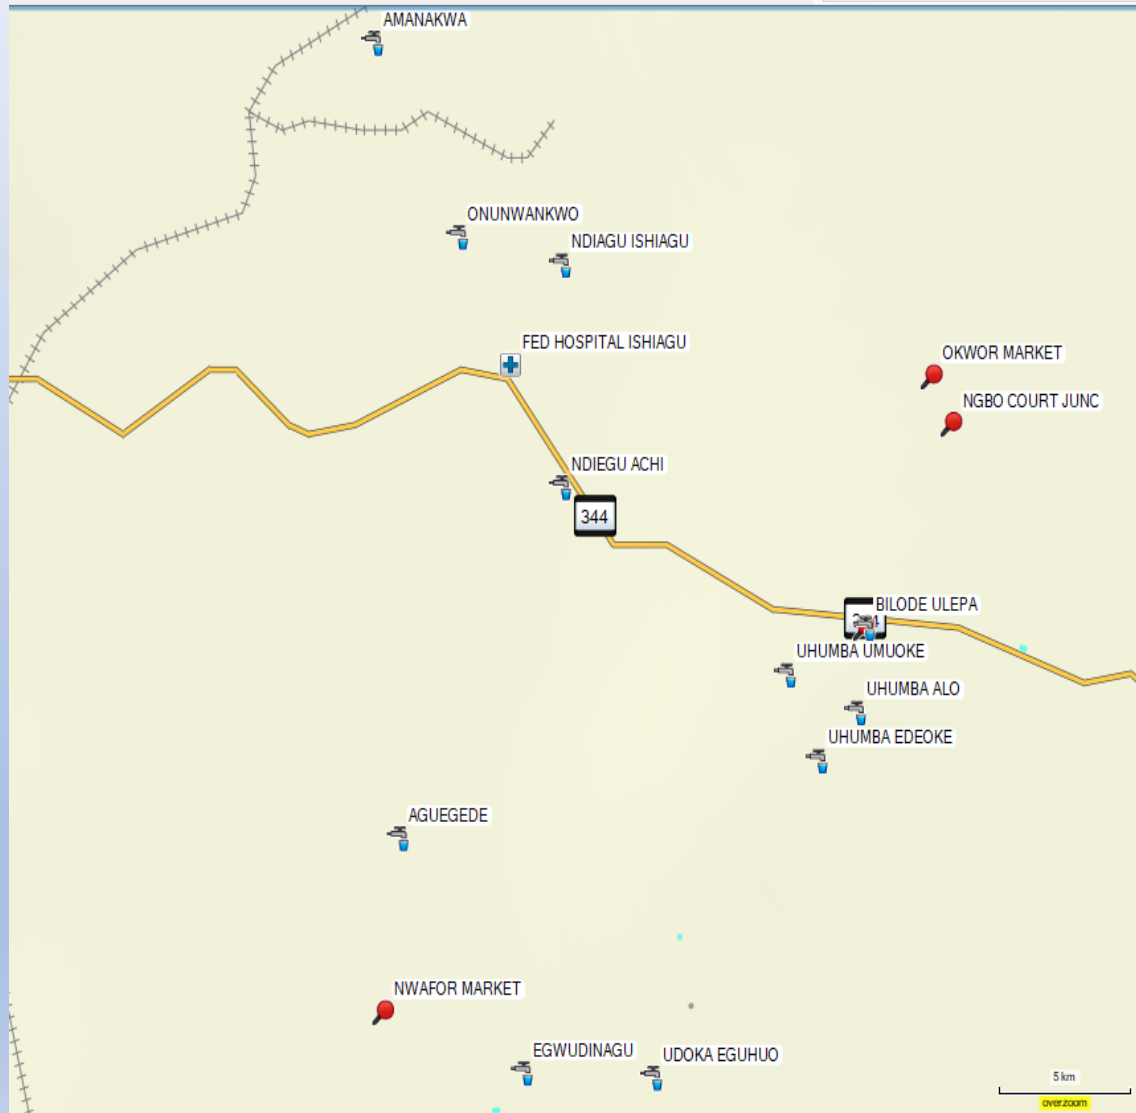 AMANAKWA
ONUNWANKWO
NDIAGU ISHIAGU
FED HOSPITAL ISHIAGU
OKWOR MARKET
NGBO COURT JUNC
NDIEGU ACHI
344
BILODE ULEPA
UHUMBA UMUOKE
UHUMBA ALO
UHUMBA EDEOKE
AGUEGEDE
NWAFOR MARKET
EGWUDINAGU
UDOKA EGUHUO
5 km
overzoom